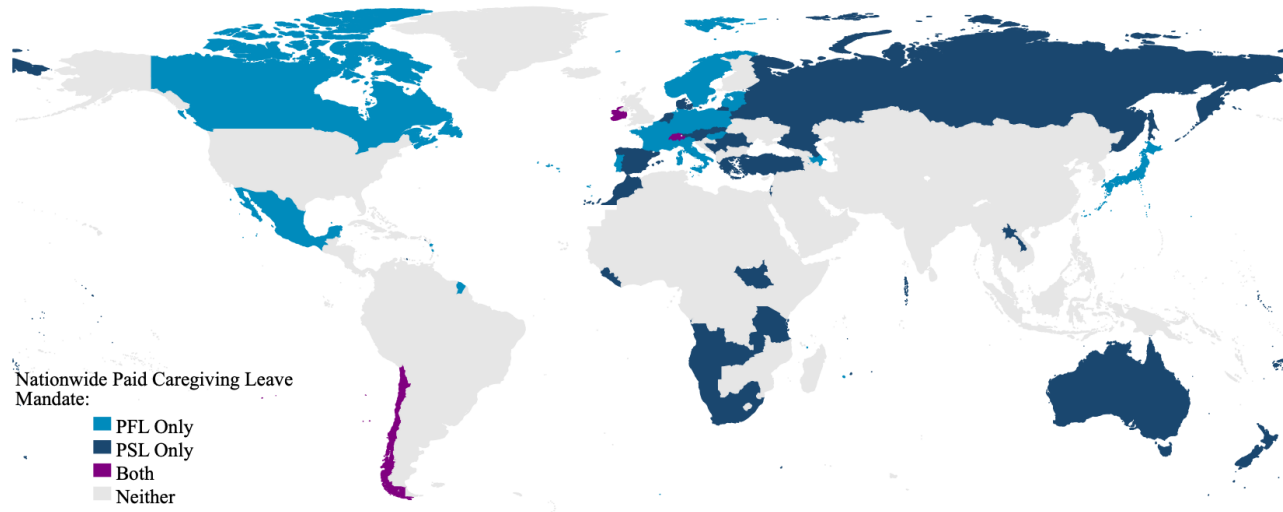 Nationwide Paid Caregiving Leave
Mandate:
PFL Only
PSL Only
Both
Neither